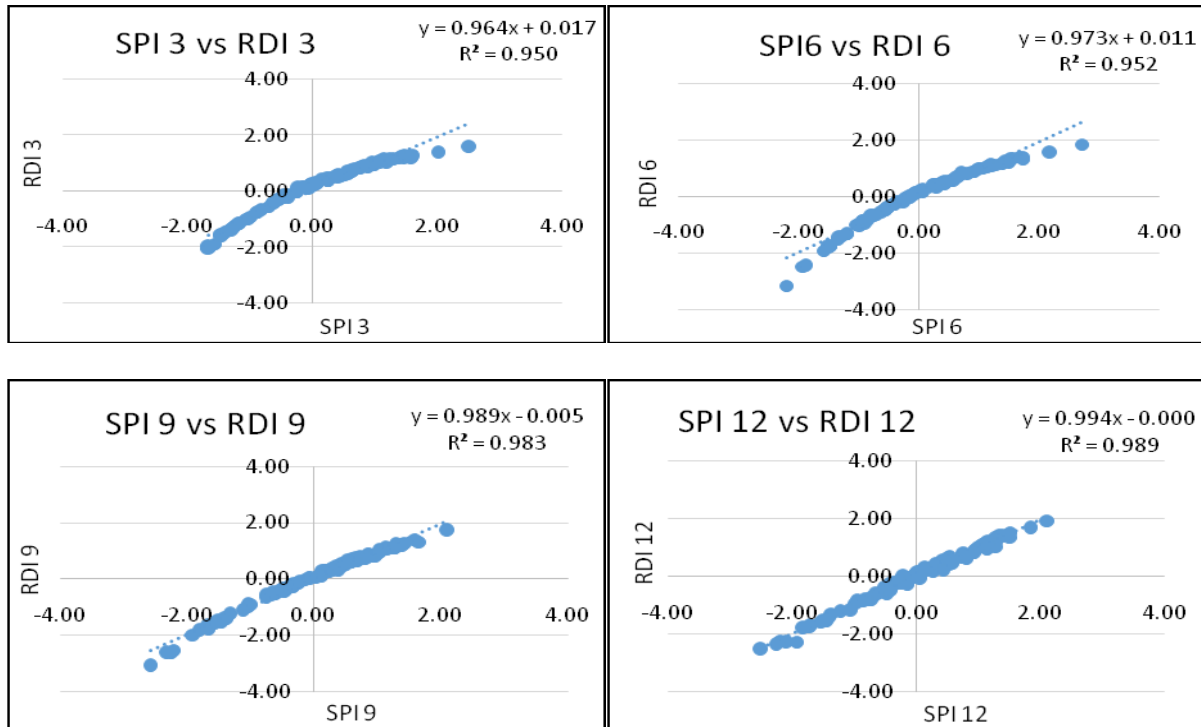 SPI 3 vs RDI 3
y = 0.964x + 0.017
R² = 0.950
4.00
2.00
0.00
-4.00 -2.00 0.00 2.00 4.00
-2.00
-4.00
RDI 3
SPI 3
SPI6 vs RDI 6
y = 0.973x + 0.011
R² = 0.952
4.00
2.00
0.00
-4.00 -2.00 0.00 2.00 4.00
-2.00
-4.00
RDI 6
SPI 6
SPI 9 vs RDI 9
y = 0.989x - 0.005
R² = 0.983
4.00
2.00
0.00
-4.00 -2.00 0.00 2.00 4.00
-2.00
-4.00
RDI 9
SPI 9
SPI 12 vs RDI 12
y = 0.994x - 0.000
R² = 0.989
4.00
2.00
0.00
-4.00 -2.00 0.00 2.00 4.00
-2.00
-4.00
RDI 12
SPI 12